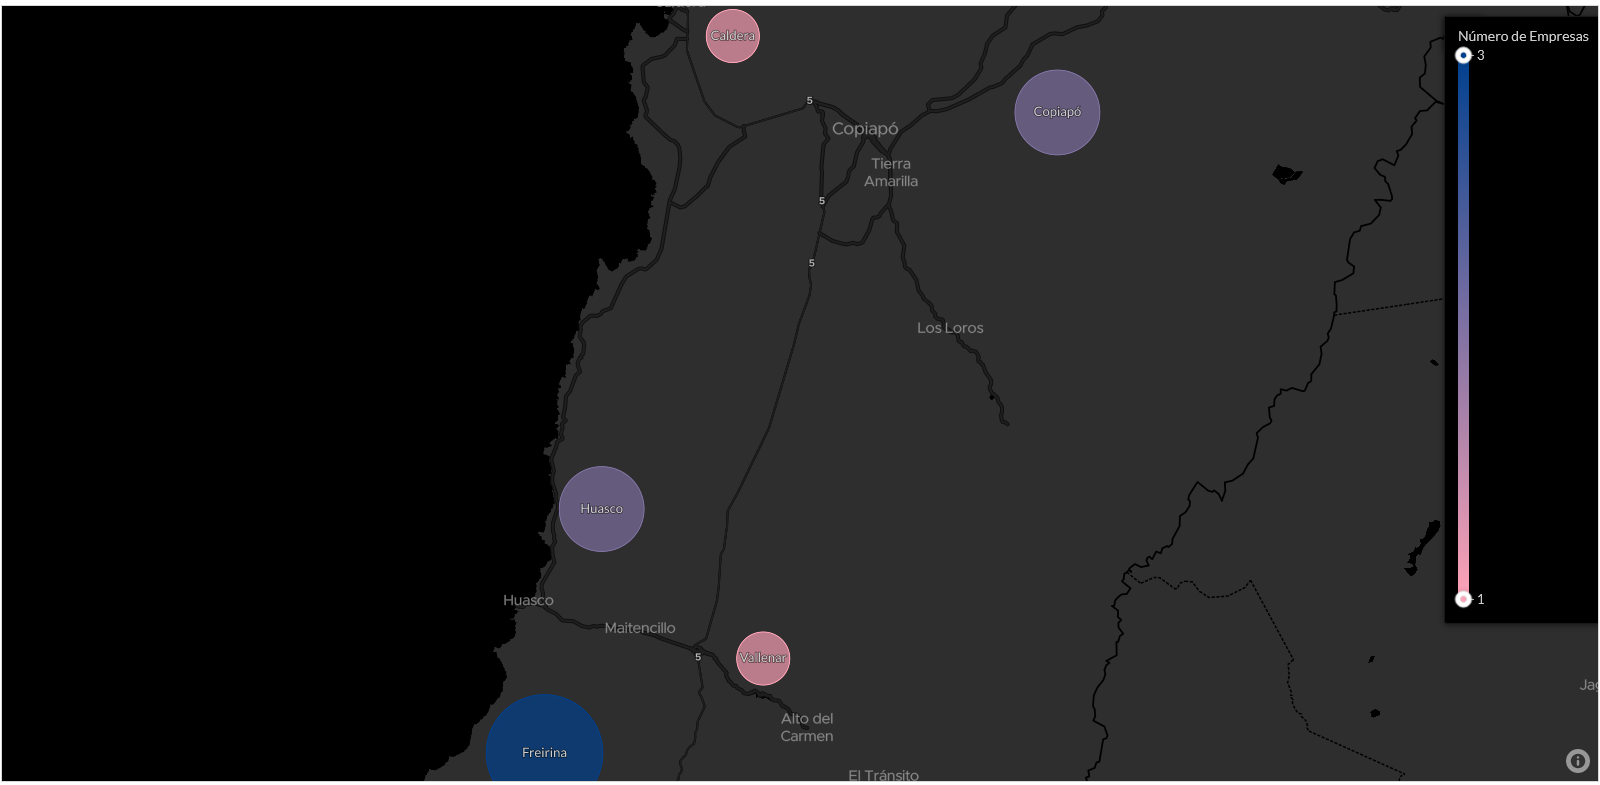 Caldera
Número de Empresas
3
Copiapó
5
Copiapó
Tierra
Amarilla
5
5
Los Loros
Huasco
Huasco
1
Maitencillo
5
Vallenar
Alto del
Carmen
Freirina
El Tránsito